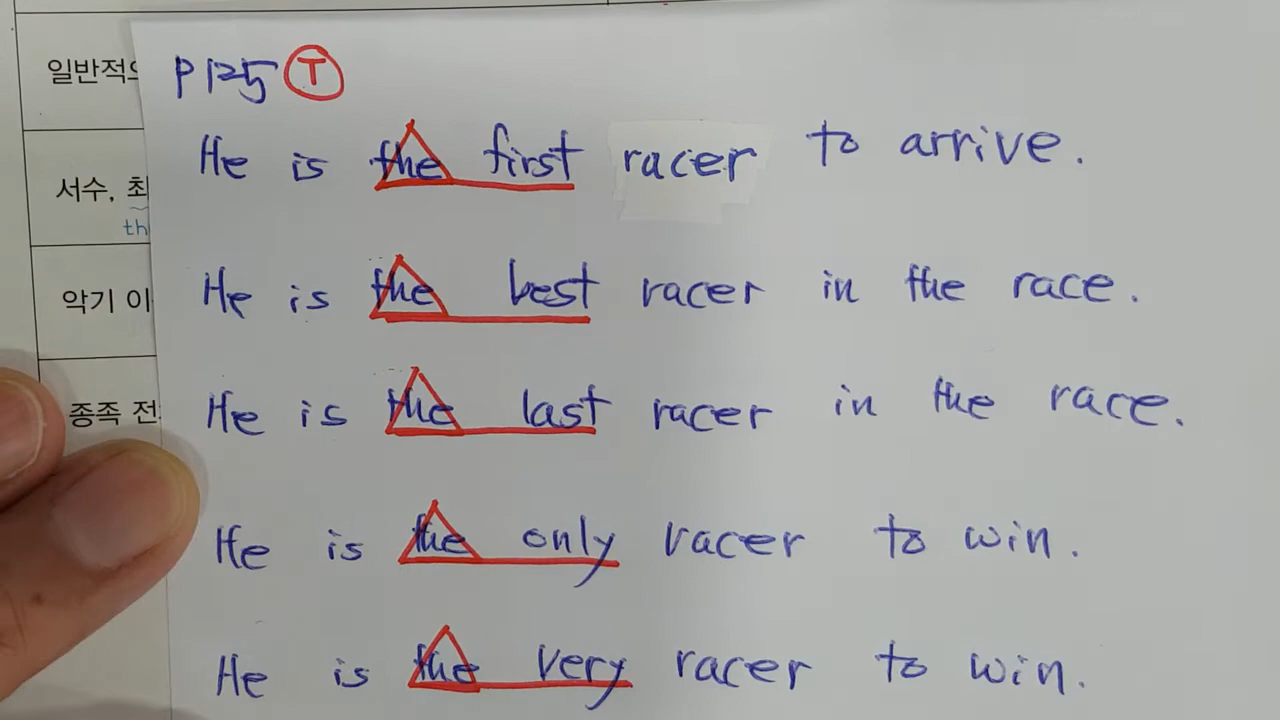 P125 T
He is the first racer to arrive.
He is the best racer in the race.
He is the last racer in the race.
He is the only racer to win.
He is the very racer to win.
일반적으
서수, 최
th
악기 이
종족 전